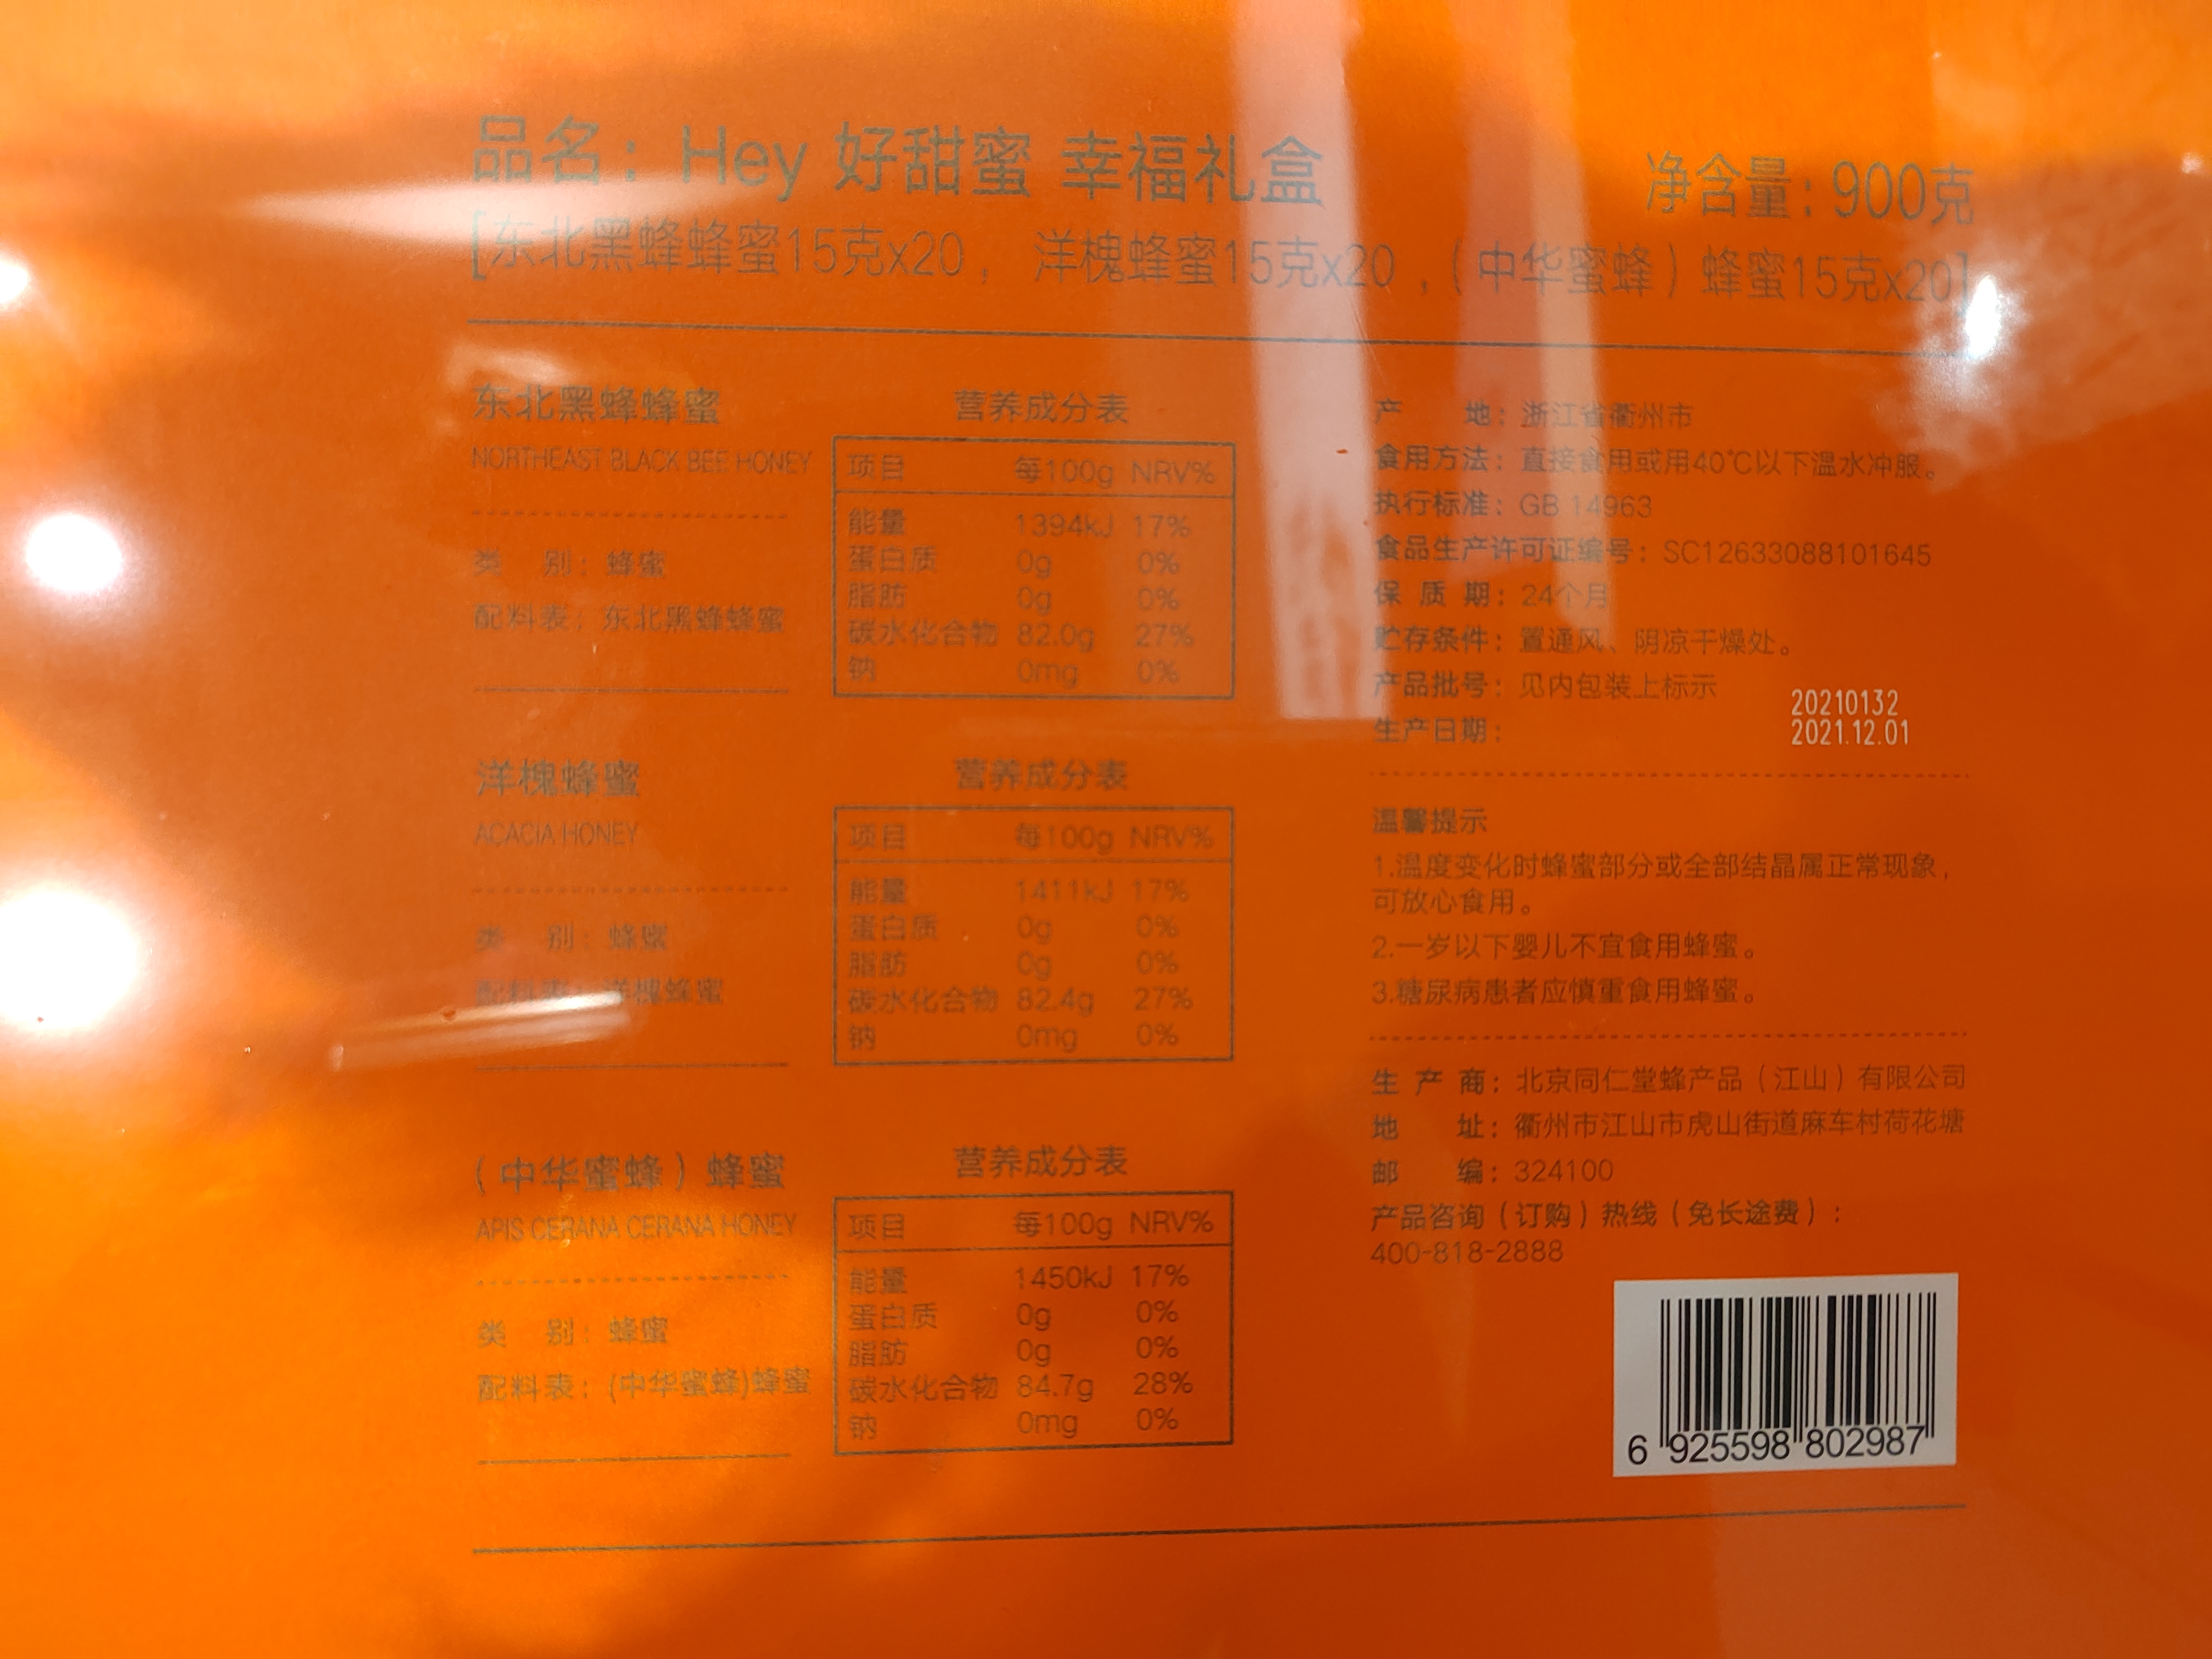 品名：Hey 好甜蜜 幸福礼盒
净含量：900克
[东北黑蜂蜂蜜15克x20，洋槐蜂蜜15克x20，（中华蜜蜂）蜂蜜15克x20]
东北黑蜂蜂蜜
NORTHEAST BLACK BEE HONEY
类 别：蜂蜜
配料表：东北黑蜂蜂蜜
营养成分表
项目 每100g NRV%
能量 1394kJ 17%
蛋白质 0g 0%
脂肪 0g 0%
碳水化合物 82.0g 27%
钠 0mg 0%
洋槐蜂蜜
ACACIA HONEY
类 别：蜂蜜
配料表：洋槐蜂蜜
营养成分表
项目 每100g NRV%
能量 1411kJ 17%
蛋白质 0g 0%
脂肪 0g 0%
碳水化合物 82.4g 27%
钠 0mg 0%
（中华蜜蜂）蜂蜜
APIS CERANA CERANA HONEY
类 别：蜂蜜
配料表：(中华蜜蜂)蜂蜜
营养成分表
项目 每100g NRV%
能量 1450kJ 17%
蛋白质 0g 0%
脂肪 0g 0%
碳水化合物 84.7g 28%
钠 0mg 0%
产 地：浙江省衢州市
食用方法：直接食用或用40℃以下温水冲服。
执行标准：GB 14963
食品生产许可证编号：SC12633088101645
保 质 期：24个月
贮存条件：置通风、阴凉干燥处。
产品批号：见内包装上标示
20210132
生产日期：
2021.12.01
温馨提示
1.温度变化时蜂蜜部分或全部结晶属正常现象，
可放心食用。
2.一岁以下婴儿不宜食用蜂蜜。
3.糖尿病患者应慎重食用蜂蜜。
生 产 商：北京同仁堂蜂产品（江山）有限公司
地 址：衢州市江山市虎山街道麻车村荷花塘
邮 编：324100
产品咨询（订购）热线（免长途费）：
400-818-2888
6 925598 802987